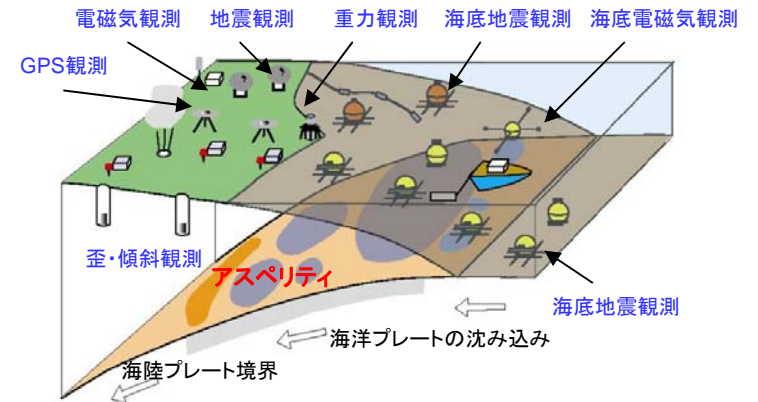 電磁気観測
地震観測
重力観測
海底地震観測
海底電磁気観測
GPS観測
歪・傾斜観測
アスペリティ
海底地震観測
海洋プレートの沈み込み
海陸プレート境界